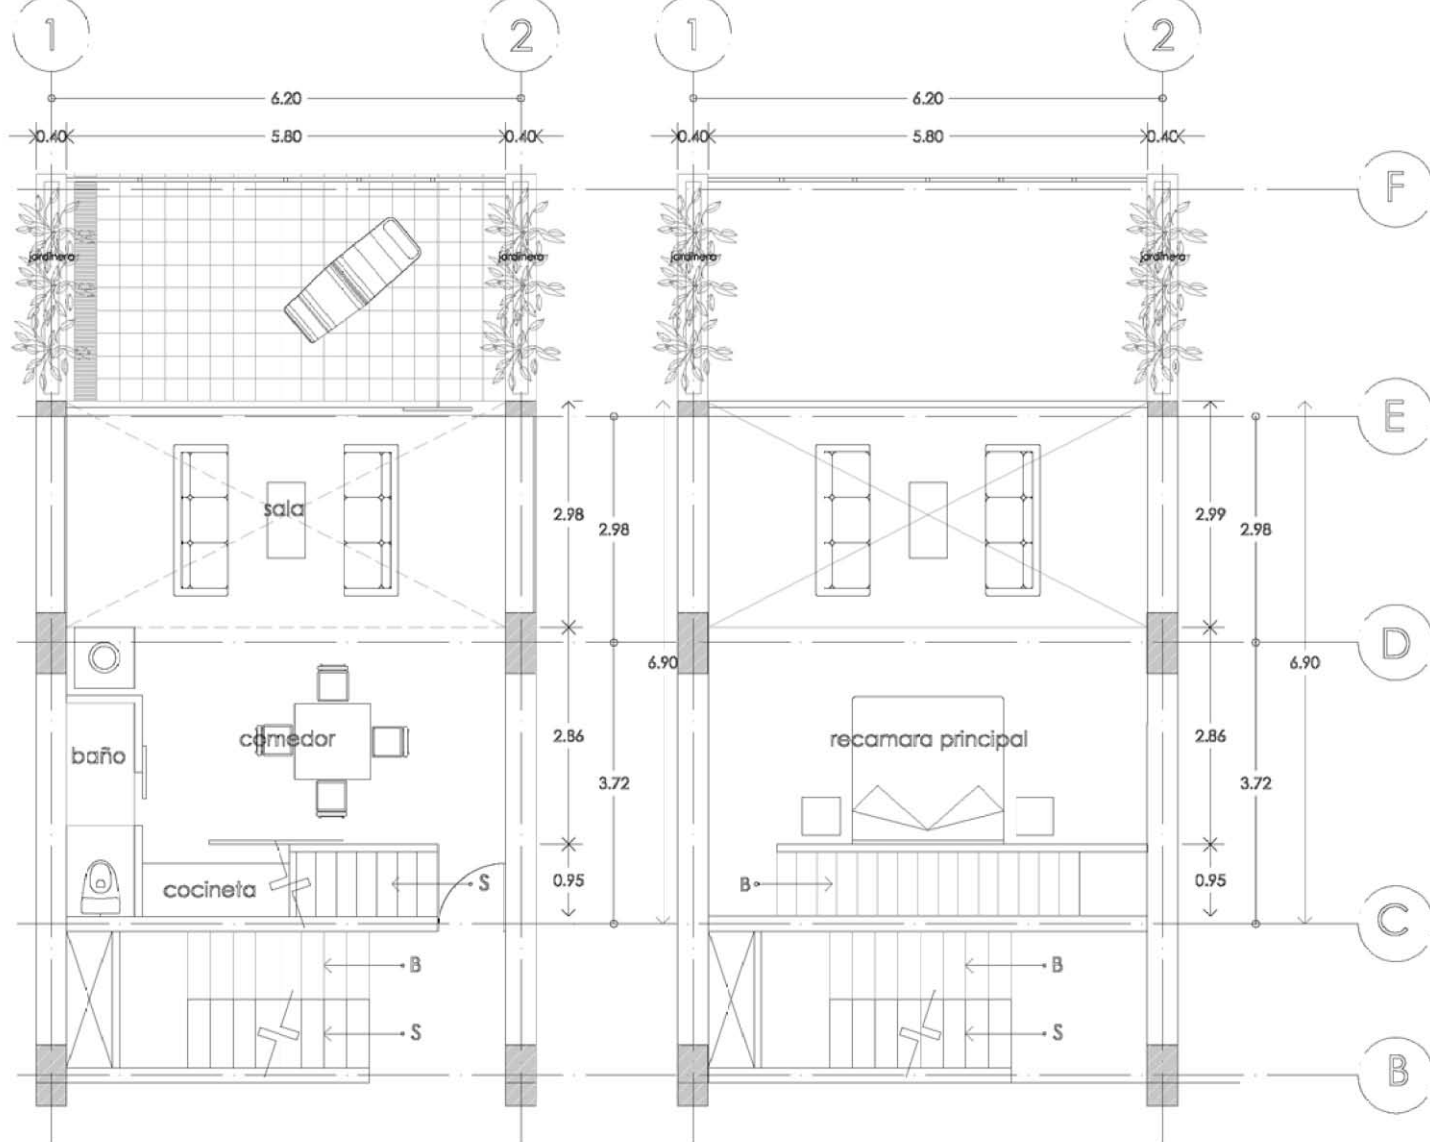 1 2 1 2
6.20 6.20
0.40 5.80 0.40 0.40 5.80 0.40
F
jardinera jardinera jardinera jardinera
E
sala
2.98 2.98 2.99 2.98
D
6.90 6.90
baño comedor 2.86 recamara principal 2.86
3.72 3.72
cocineta S 0.95 B 0.95
C
B B
S S
B